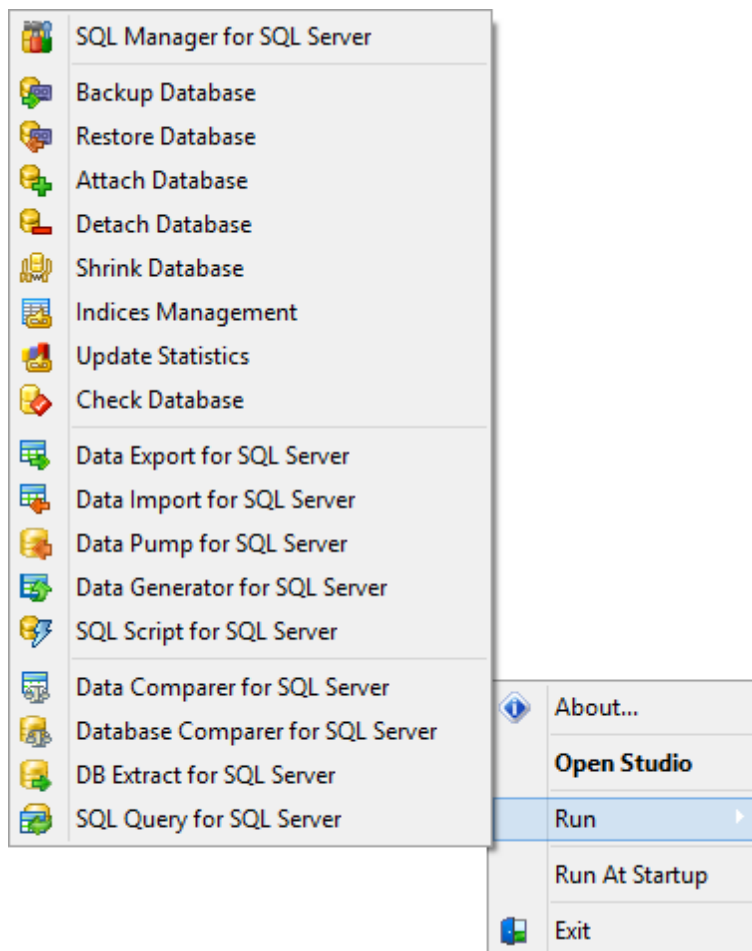 SQL Manager for SQL Server
Backup Database
Restore Database
Attach Database
Detach Database
Shrink Database
Indices Management
Update Statistics
Check Database
Data Export for SQL Server
Data Import for SQL Server
Data Pump for SQL Server
Data Generator for SQL Server
SQL Script for SQL Server
Data Comparer for SQL Server
Database Comparer for SQL Server
DB Extract for SQL Server
SQL Query for SQL Server
About...
Open Studio
Run
Run At Startup
Exit